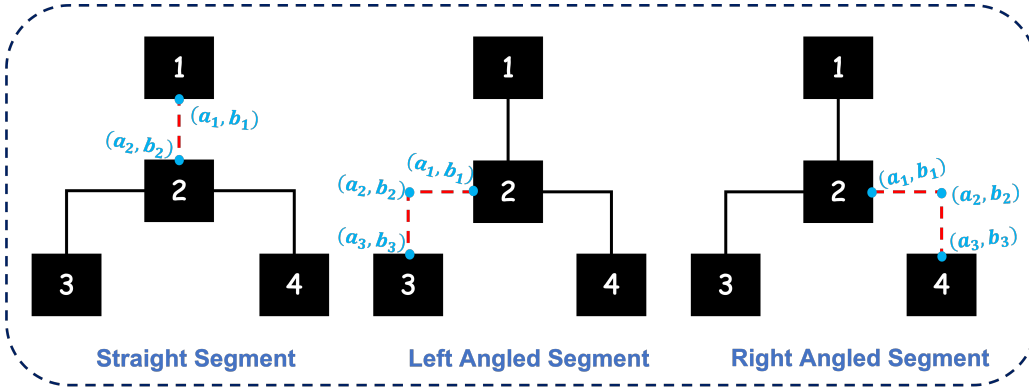 1
(a₁, b₁)
(a₂, b₂)
2
3
4
Straight Segment
1
(a₁, b₁)
2
(a₂, b₂)
(a₃, b₃)
3
4
Left Angled Segment
1
2
(a₁, b₁)
(a₂, b₂)
(a₃, b₃)
3
4
Right Angled Segment